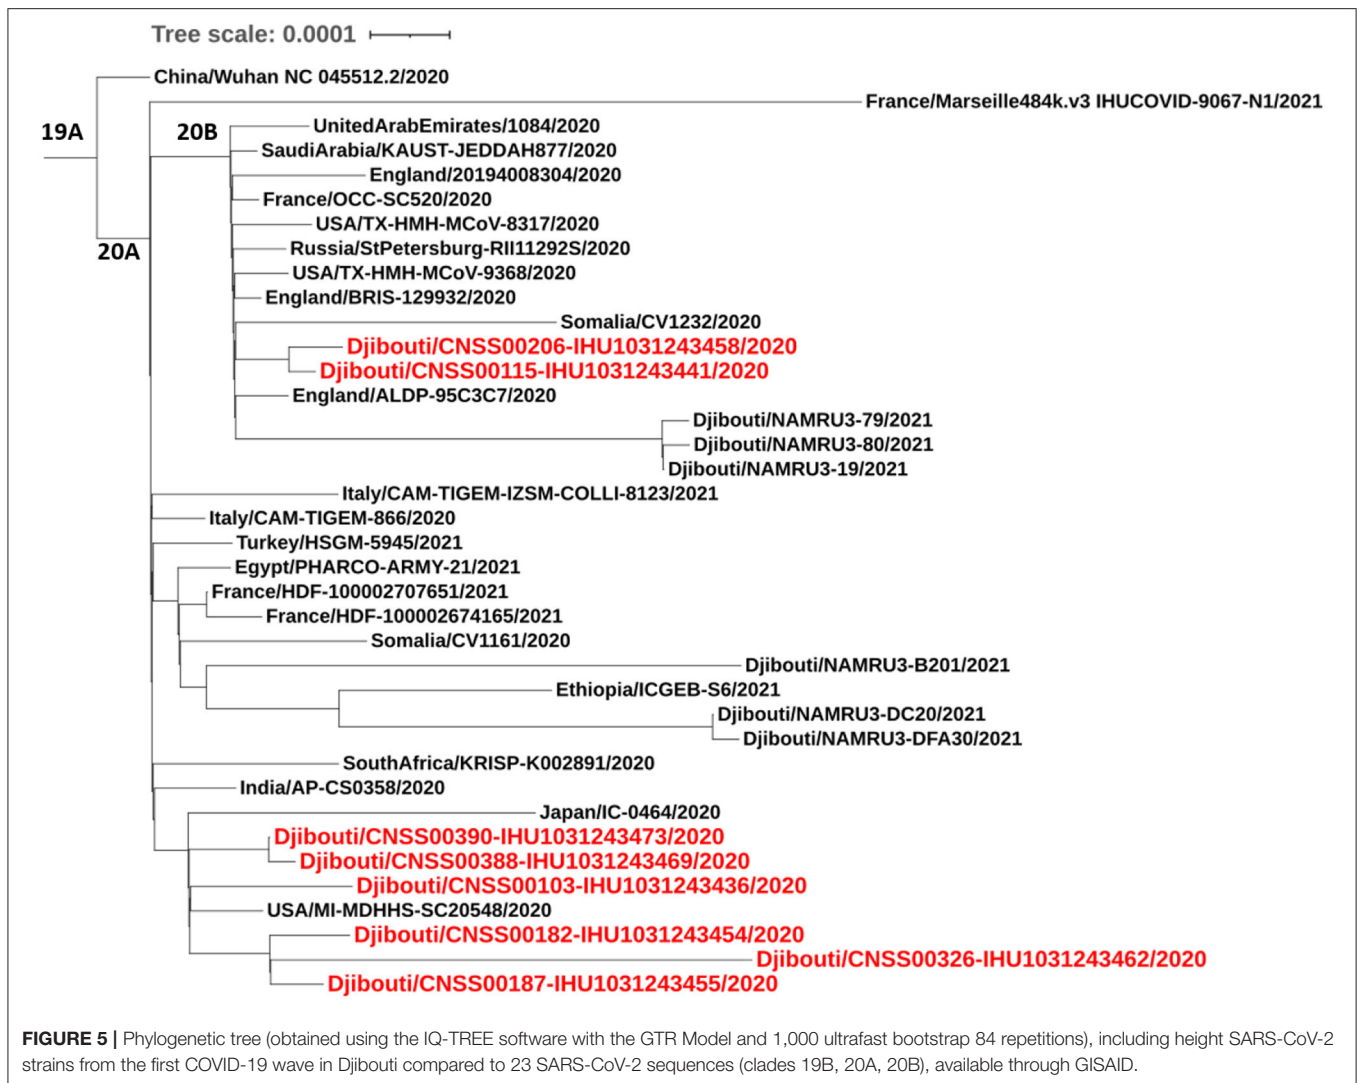 Tree scale: 0.0001
China/Wuhan NC 045512.2/2020
France/Marseille484k.v3 IHUCOVID-9067-N1/2021
19A
20B
UnitedArabEmirates/1084/2020
SaudiArabia/KAUST-JEDDAH877/2020
England/20194008304/2020
France/OCC-SC520/2020
USA/TX-HMH-MCoV-8317/2020
20A
Russia/StPetersburg-RII11292S/2020
USA/TX-HMH-MCoV-9368/2020
England/BRIS-129932/2020
Somalia/CV1232/2020
Djibouti/CNSS00206-IHU1031243458/2020
Djibouti/CNSS00115-IHU1031243441/2020
England/ALDP-95C3C7/2020
Djibouti/NAMRU3-79/2021
Djibouti/NAMRU3-80/2021
Djibouti/NAMRU3-19/2021
Italy/CAM-TIGEM-IZSM-COLLI-8123/2021
Italy/CAM-TIGEM-866/2020
Turkey/HSGM-5945/2021
Egypt/PHARCO-ARMY-21/2021
France/HDF-100002707651/2021
France/HDF-100002674165/2021
Somalia/CV1161/2020
Djibouti/NAMRU3-B201/2021
Ethiopia/ICGEB-S6/2021
Djibouti/NAMRU3-DC20/2021
Djibouti/NAMRU3-DFA30/2021
SouthAfrica/KRISP-K002891/2020
India/AP-CS0358/2020
Japan/IC-0464/2020
Djibouti/CNSS00390-IHU1031243473/2020
Djibouti/CNSS00388-IHU1031243469/2020
Djibouti/CNSS00103-IHU1031243436/2020
USA/MI-MDHHS-SC20548/2020
Djibouti/CNSS00182-IHU1031243454/2020
Djibouti/CNSS00326-IHU1031243462/2020
Djibouti/CNSS00187-IHU1031243455/2020
FIGURE 5 | Phylogenetic tree (obtained using the IQ-TREE software with the GTR Model and 1,000 ultrafast bootstrap 84 repetitions), including height SARS-CoV-2
strains from the first COVID-19 wave in Djibouti compared to 23 SARS-CoV-2 sequences (clades 19B, 20A, 20B), available through GISAID.